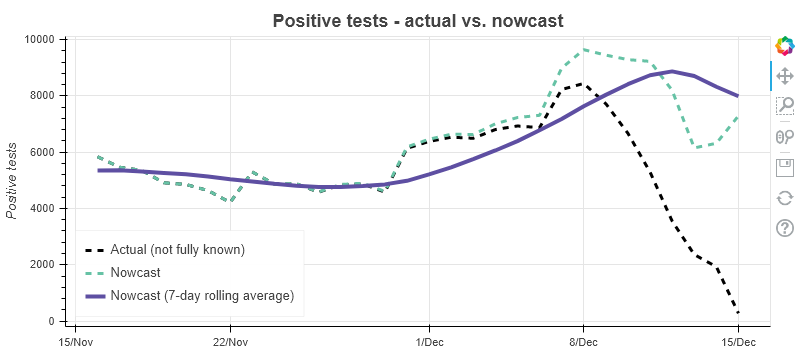 Positive tests - actual vs. nowcast
10000
8000
6000
4000
2000
0
Positive tests
Actual (not fully known)
Nowcast
Nowcast (7-day rolling average)
15/Nov 22/Nov 1/Dec 8/Dec 15/Dec